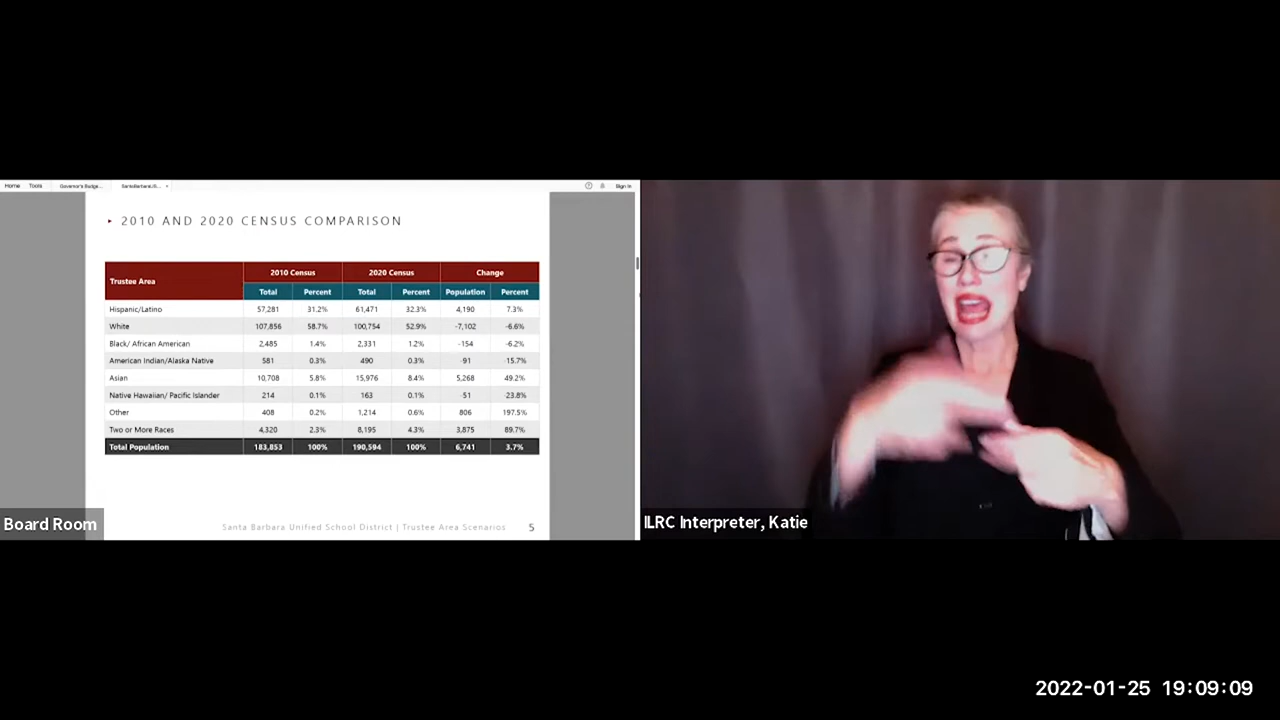 Home Tools Governor's Budge... SantaBarbaraUS... × Sign In
▸ 2010 AND 2020 CENSUS COMPARISON
Trustee Area 2010 Census 2020 Census Change
Total Percent Total Percent Population Percent
Hispanic/Latino 57,281 31.2% 61,471 32.3% 4,190 7.3%
White 107,856 58.7% 100,754 52.9% -7,102 -6.6%
Black/ African American 2,485 1.4% 2,331 1.2% -154 -6.2%
American Indian/Alaska Native 581 0.3% 490 0.3% -91 -15.7%
Asian 10,708 5.8% 15,976 8.4% 5,268 49.2%
Native Hawaiian/ Pacific Islander 214 0.1% 163 0.1% -51 -23.8%
Other 408 0.2% 1,214 0.6% 806 197.5%
Two or More Races 4,320 2.3% 8,195 4.3% 3,875 89.7%
Total Population 183,853 100% 190,594 100% 6,741 3.7%
Santa Barbara Unified School District | Trustee Area Scenarios 5
Board Room
ILRC Interpreter, Katie
2022-01-25 19:09:09